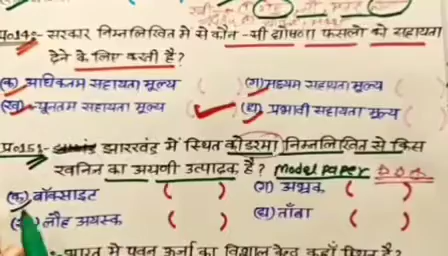 प्र०14:- सरकार निम्नलिखित मे से कौन-सी घोषणा फसलो को सहायता
देने के लिए करती है?
(क) अधिकतम सहायता मूल्य ( ) (ग) मध्यम सहायता मूल्य ( )
(ख) न्यूनतम सहायता मूल्य (घ) प्रभावी सहायता मूल्य ( )
प्र०15:- झारखंड में स्थित कोडरमा निम्नलिखित से किस
खनिज का अग्रणी उत्पादक है? Model Paper
(क) बॉक्साइट ( ) (ग) अभ्रक ( )
लौह अयस्क ( ) (घ) ताँबा ( )
:- भारत मे पवन ऊर्जा का विशाल केन्द्र कहाँ स्थित है?